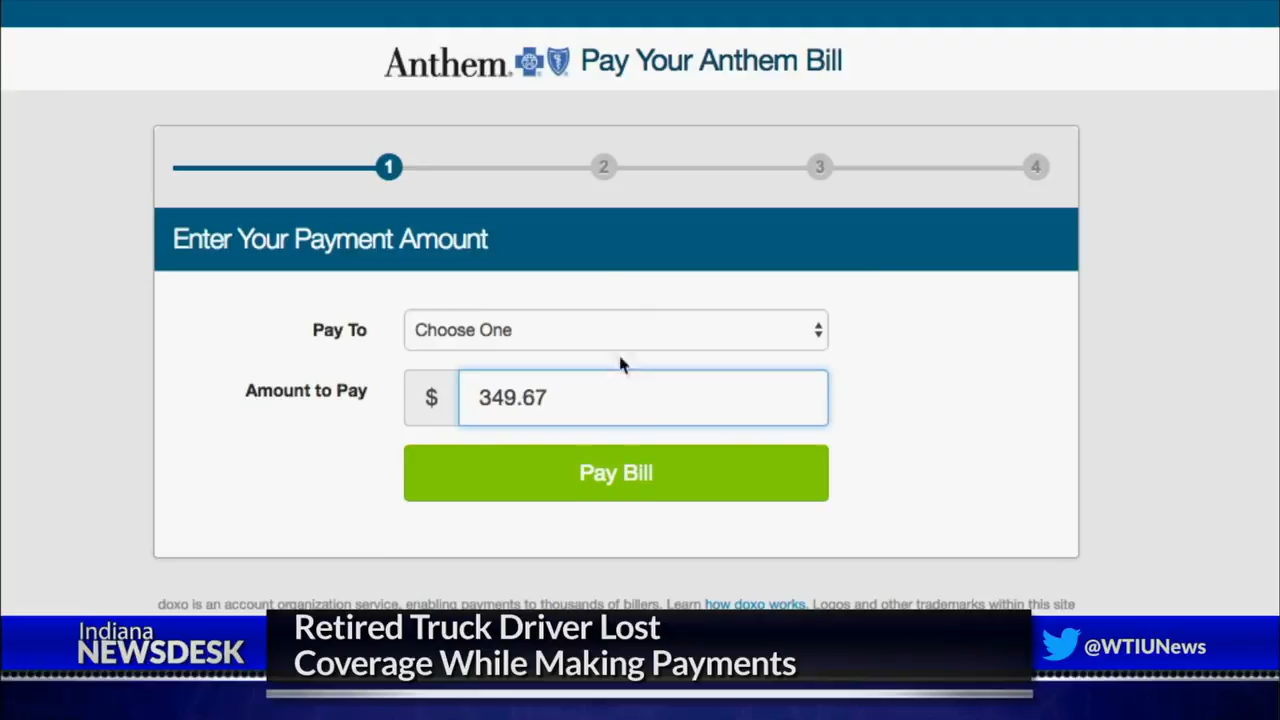 Anthem. Pay Your Anthem Bill
1 2 3 4
Enter Your Payment Amount
Pay To Choose One
Amount to Pay $ 349.67
Pay Bill
doxo is an account organization service, enabling payments to thousands of billers. Learn how doxo works. Logos and other trademarks within this site
Indiana
NEWSDESK
Retired Truck Driver Lost
Coverage While Making Payments
@WTIUNews